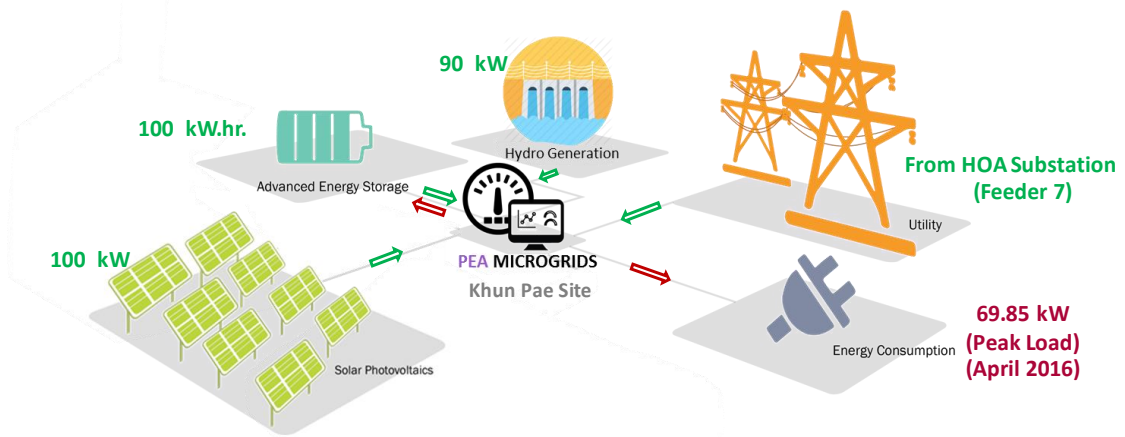 90 kW
100 kW.hr.
Hydro Generation
Advanced Energy Storage
From HOA Substation
(Feeder 7)
Utility
100 kW
PEA MICROGRIDS
Khun Pae Site
69.85 kW
(Peak Load)
(April 2016)
Energy Consumption
Solar Photovoltaics